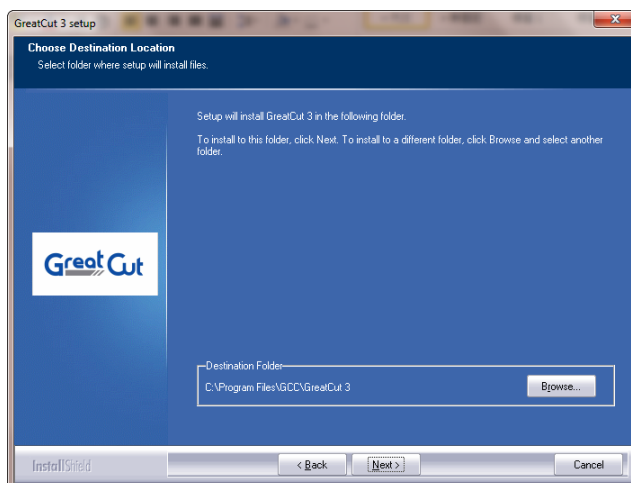 GreatCut 3 setup
Choose Destination Location
Select folder where setup will install files.
Setup will install GreatCut 3 in the following folder.
To install to this folder, click Next. To install to a different folder, click Browse and select another
folder.
Great Cut
Destination Folder
C:\Program Files\GCC\GreatCut 3
Browse...
InstallShield
< Back
Next >
Cancel